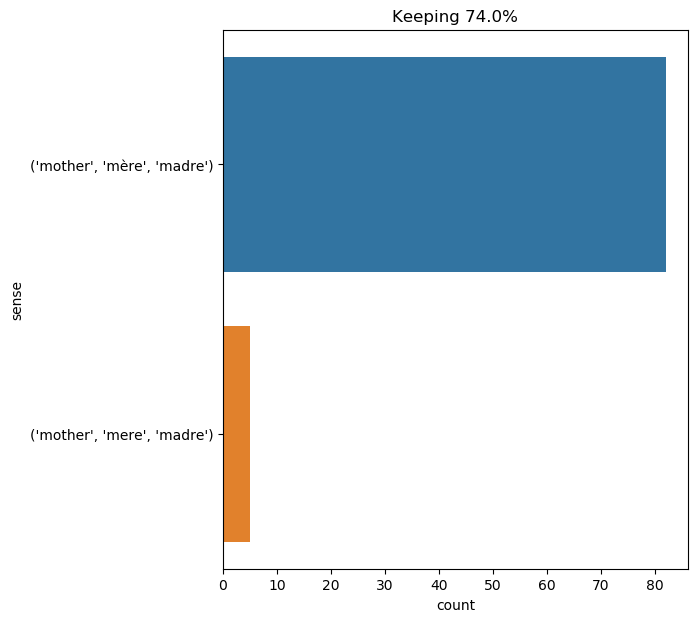 Keeping 74.0%
('mother', 'mère', 'madre')
sense
('mother', 'mere', 'madre')
0 10 20 30 40 50 60 70 80
count